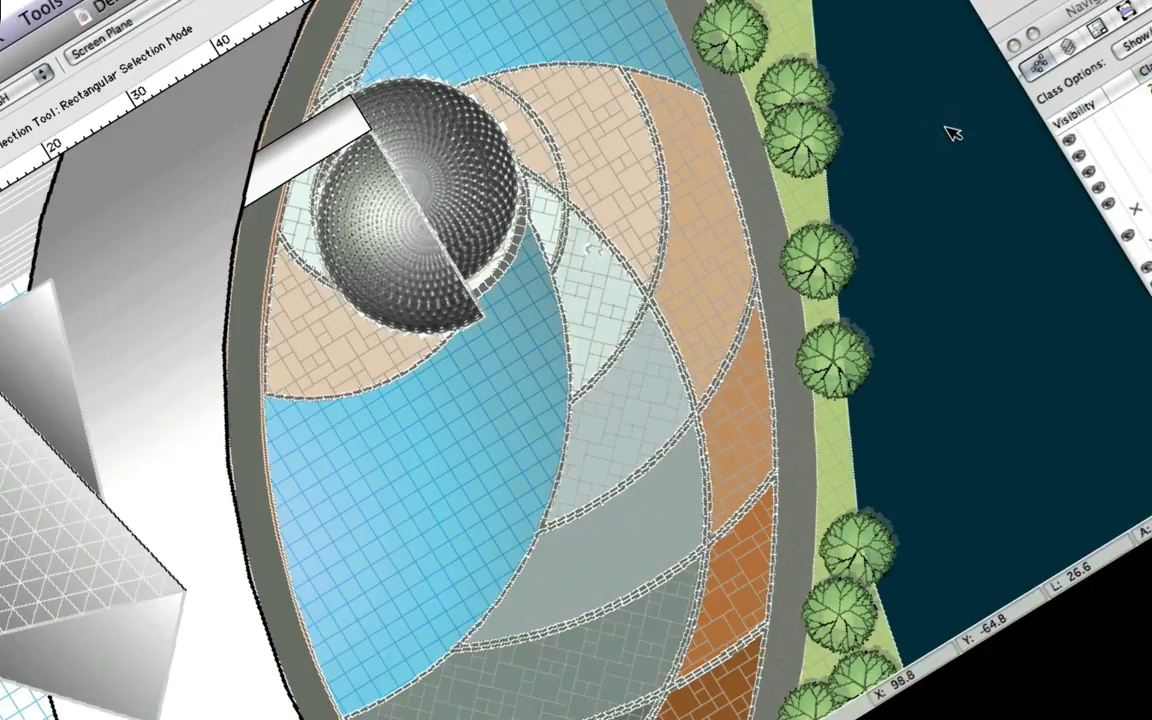 Tools
Screen Plane
lection Tool: Rectangular Selection Mode
20
30
40
Class Options:
Show/
Visibility
X: 98.8
Y: -64.8
L: 26.6
A: